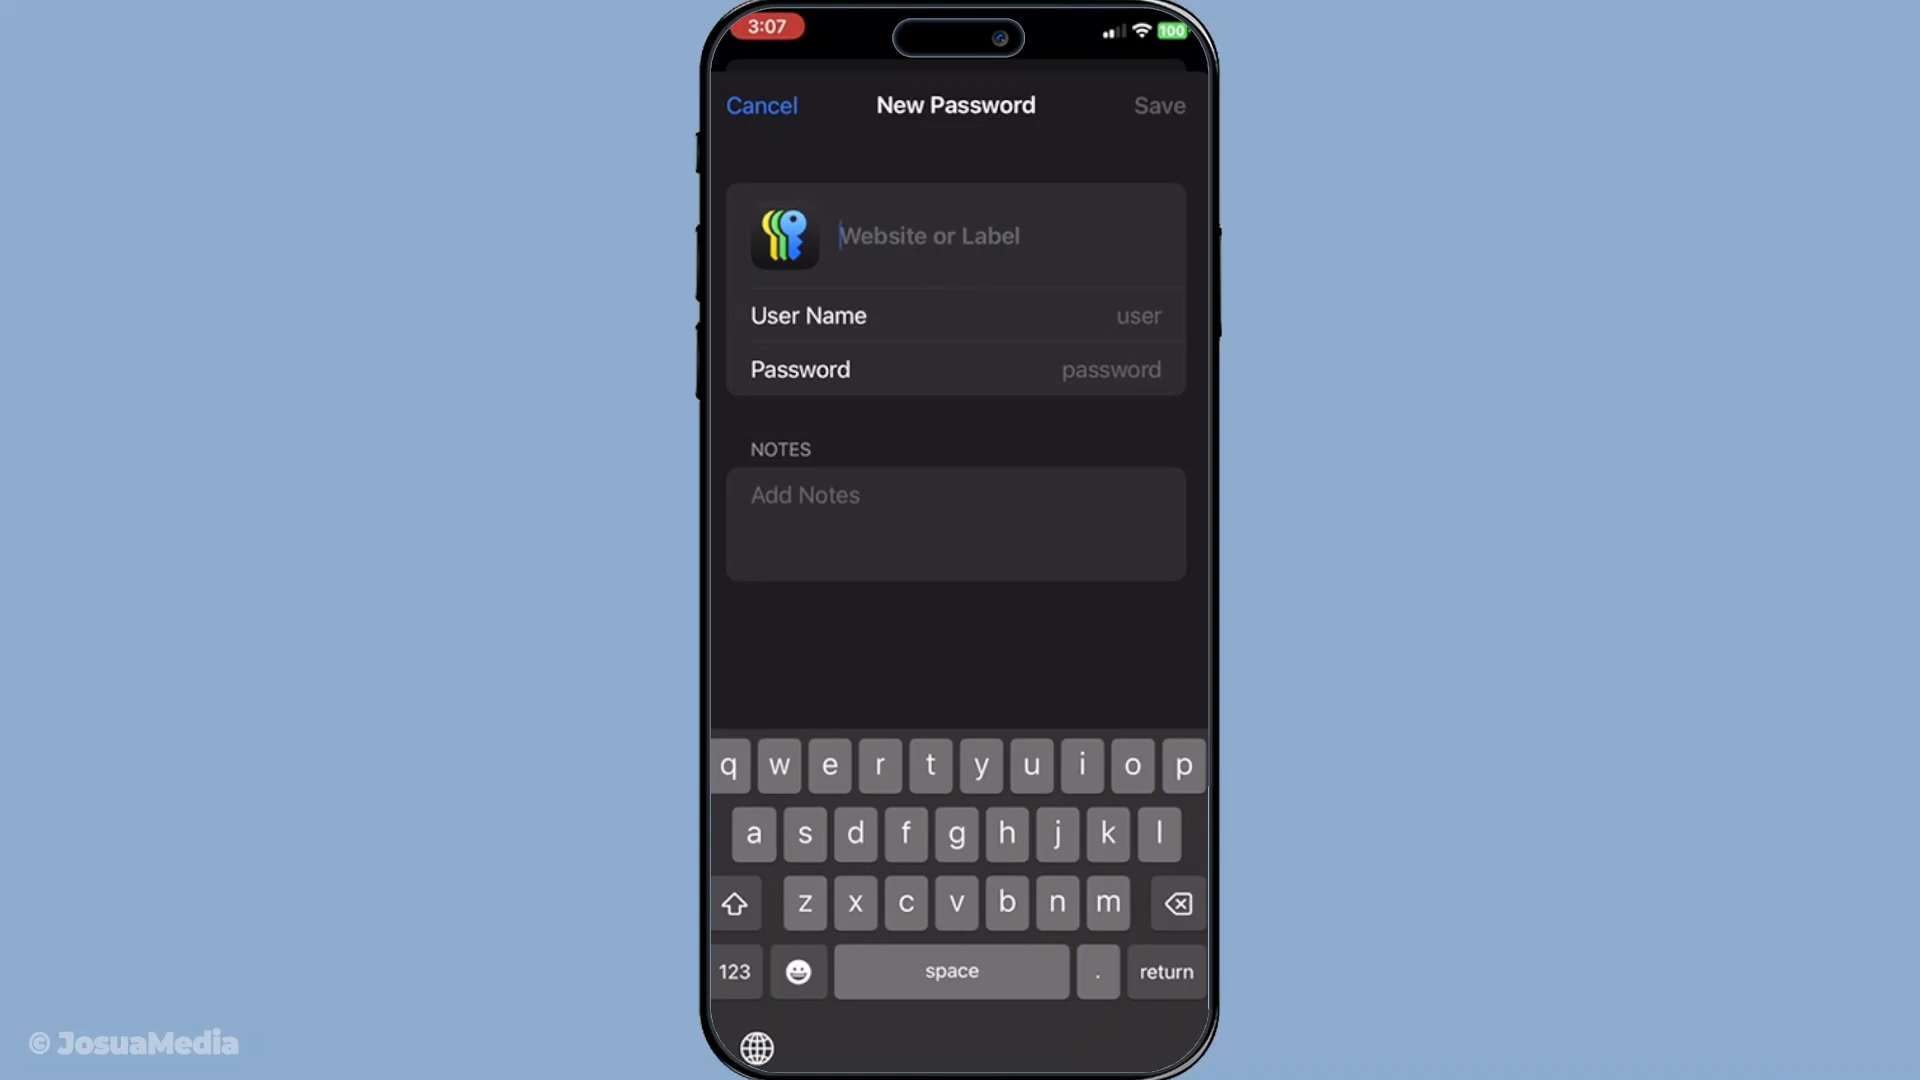 3:07
100
Cancel New Password Save
Website or Label
User Name user
Password password
NOTES
Add Notes
q w e r t y u i o p
a s d f g h j k l
z x c v b n m
123 space . return
© JosuaMedia